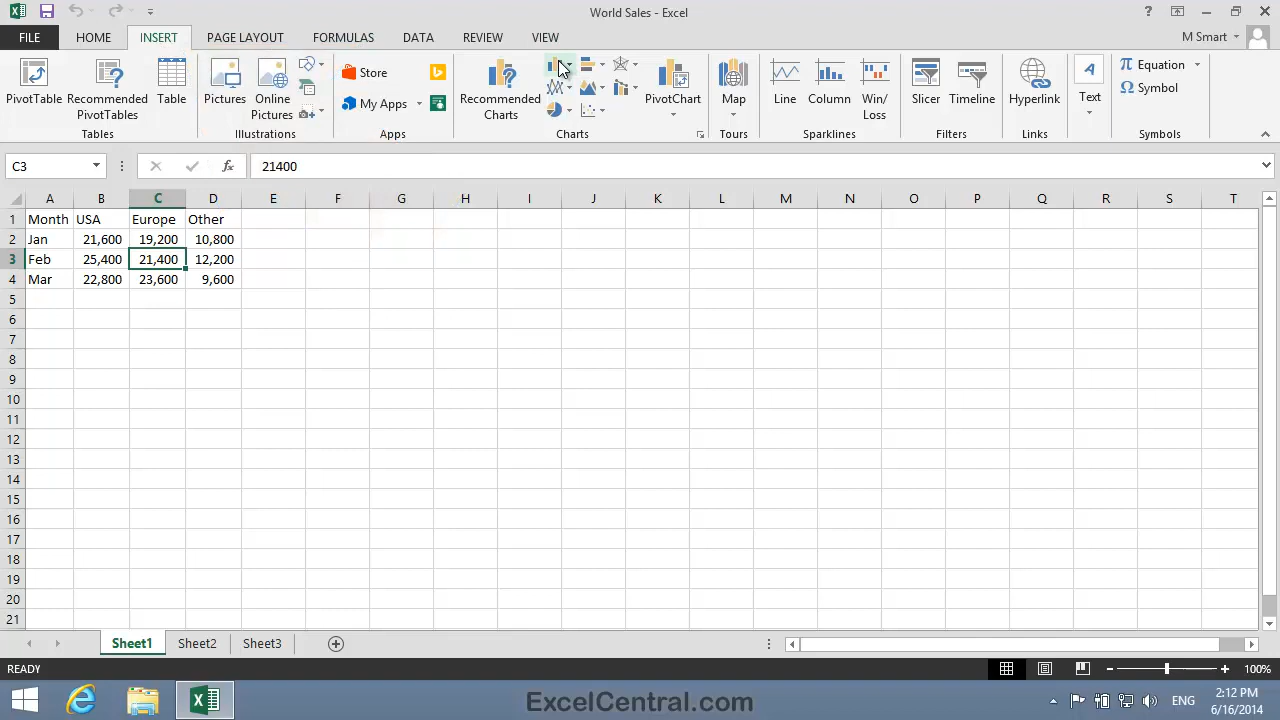 World Sales - Excel
FILE HOME INSERT PAGE LAYOUT FORMULAS DATA REVIEW VIEW M Smart
PivotTable Recommended PivotTables Table Pictures Online Pictures Store My Apps Recommended Charts PivotChart Map Line Column Win/Loss Slicer Timeline Hyperlink Text Equation Symbol
Tables Illustrations Apps Charts Tours Sparklines Filters Links Symbols
C3 fx 21400
A B C D E F G H I J K L M N O P Q R S T
1 Month USA Europe Other
2 Jan 21,600 19,200 10,800
3 Feb 25,400 21,400 12,200
4 Mar 22,800 23,600 9,600
5
6
7
8
9
10
11
12
13
14
15
16
17
18
19
20
21
Sheet1 Sheet2 Sheet3
READY 100%
ExcelCentral.com ENG 2:12 PM
6/16/2014